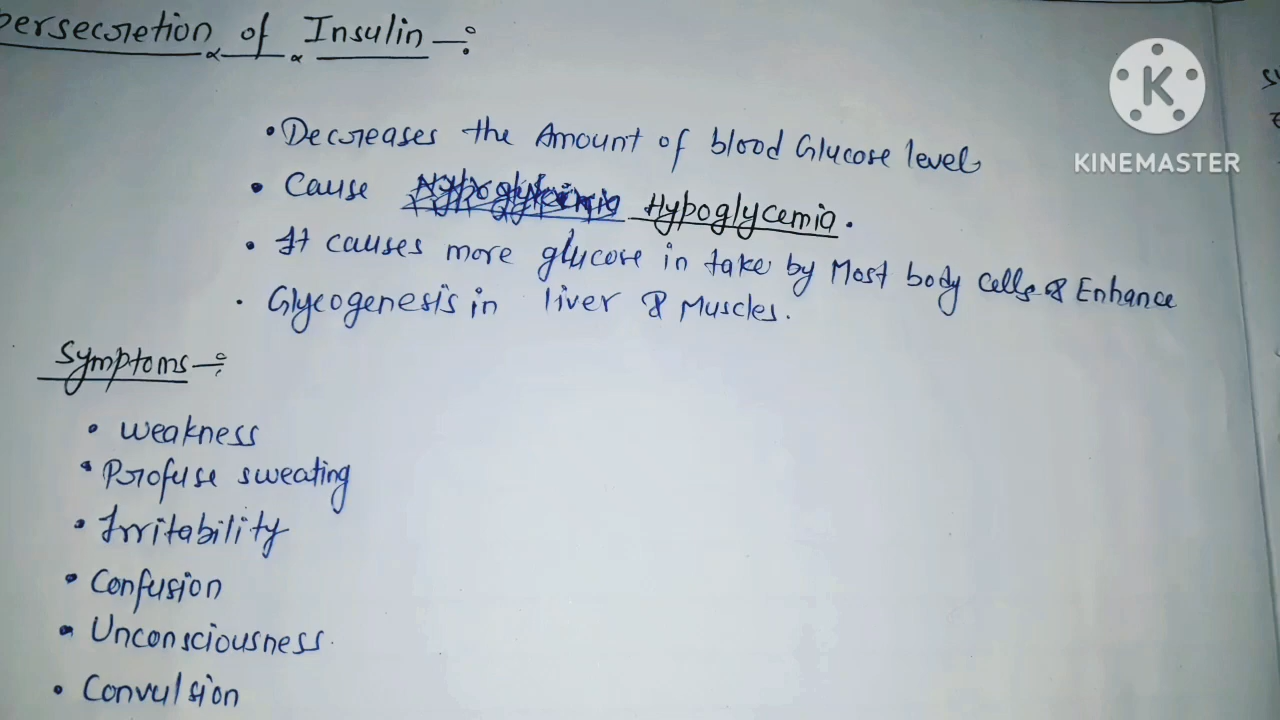 persecretion of Insulin -:
• Decreases the Amount of blood Glucose level
• Cause Hypoglycemia.
• It causes more glucose in take by Most body cells & Enhance
• Glycogenesis in liver & Muscles.
Symptoms -:
• Weakness
• Profuse sweating
• Irritability
• Confusion
• Unconsciousness.
• Convulsion
K
KINEMASTER